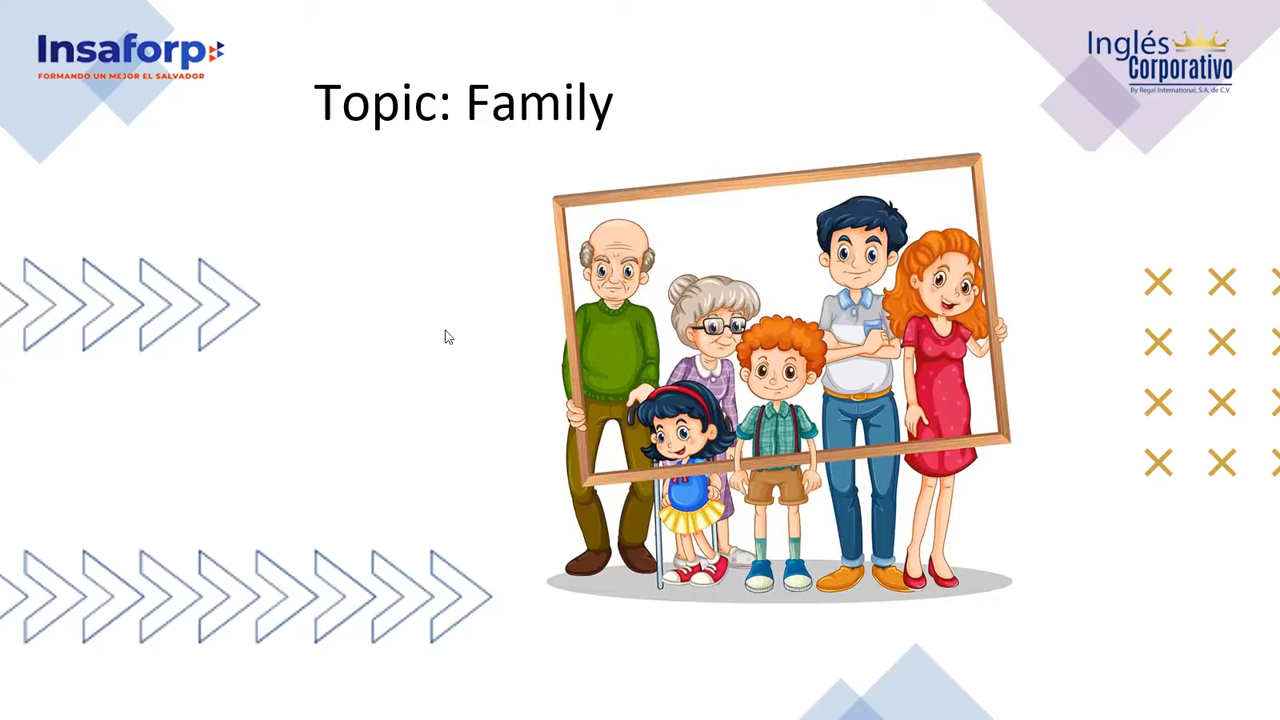 Insaforp
FORMANDO UN MEJOR EL SALVADOR
Inglés
Corporativo
By Regal International, S.A. de C.V.
Topic: Family